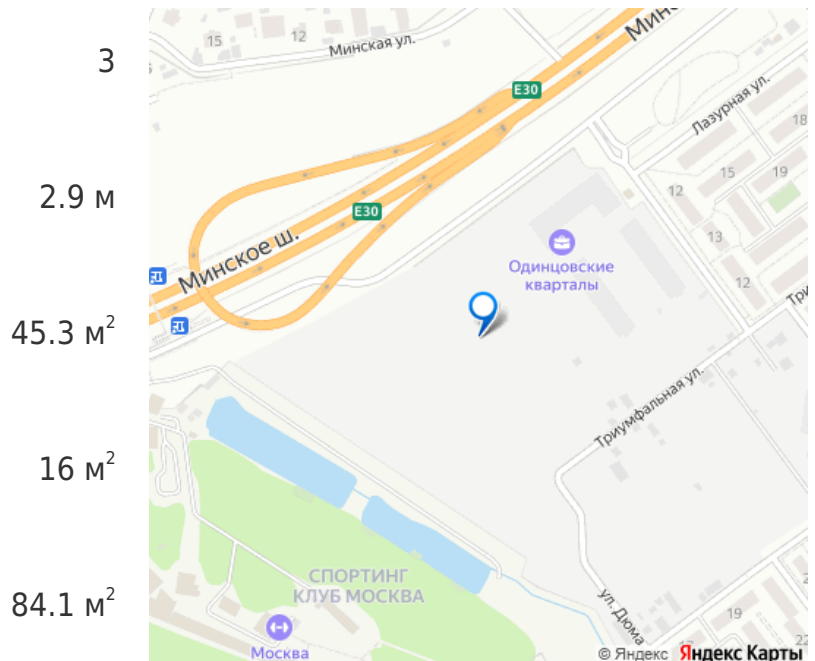 3
2.9 м
45.3 м²
16 м²
84.1 м²
15
12
Минская ул.
Минс
E30
Лазурная ул.
18
15
19
12
E30
Минское ш.
13
Одинцовские
кварталы
12
Три
Триумфальная ул.
СПОРТИНГ
КЛУБ МОСКВА
ул. Дюма
19
Москва
22
© Яндекс Яндекс Карты